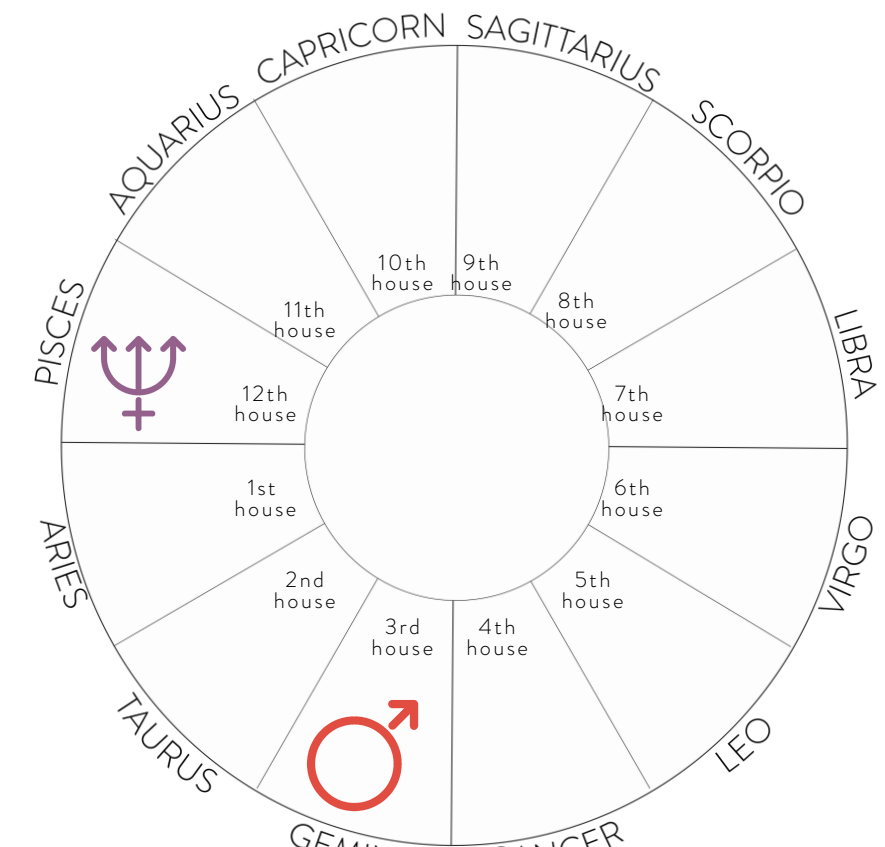 CAPRICORN
SAGITTARIUS
AQUARIUS
SCORPIO
PISCES
LIBRA
10th
house
9th
house
11th
house
8th
house
12th
house
7th
house
1st
house
6th
house
2nd
house
5th
house
3rd
house
4th
house
ARIES
VIRGO
TAURUS
LEO